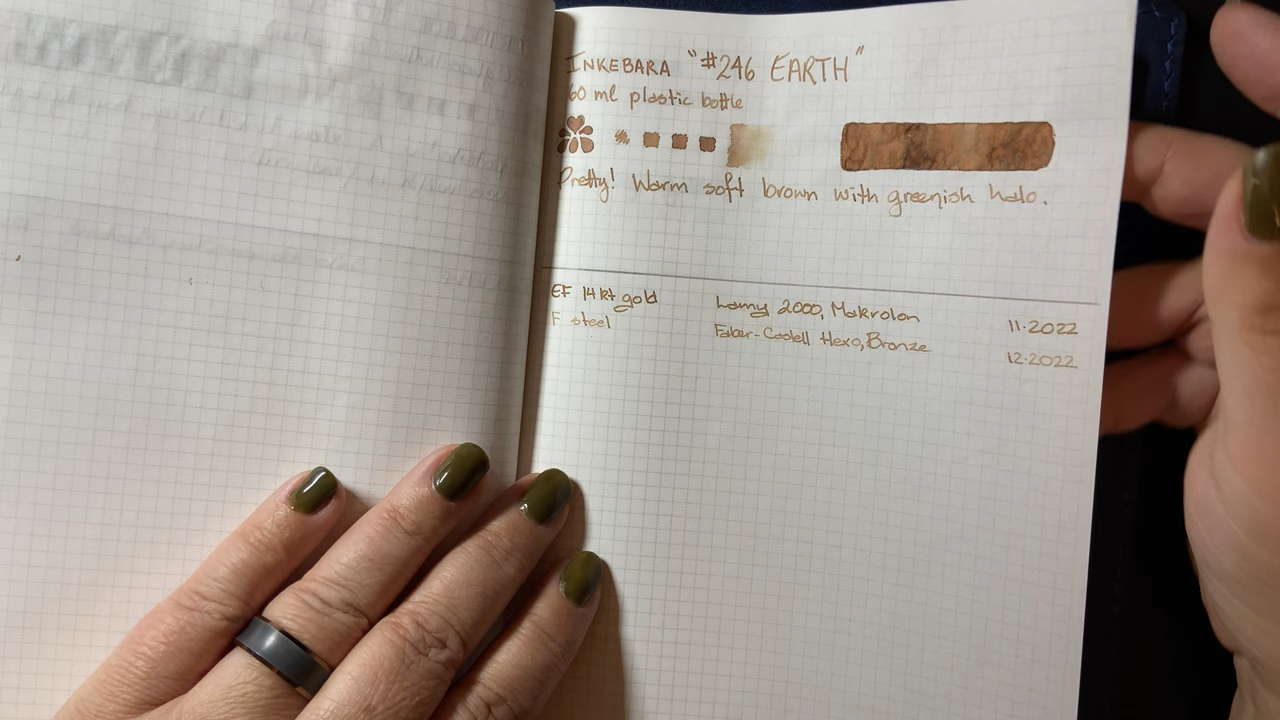 INKEBARA "#246 EARTH"
60 ml plastic bottle
Pretty! Warm soft brown with greenish halo.
EF 14kt gold Lamy 2000, Makrolon 11.2022
F steel Faber-Castell Hexo, Bronze 12.2022